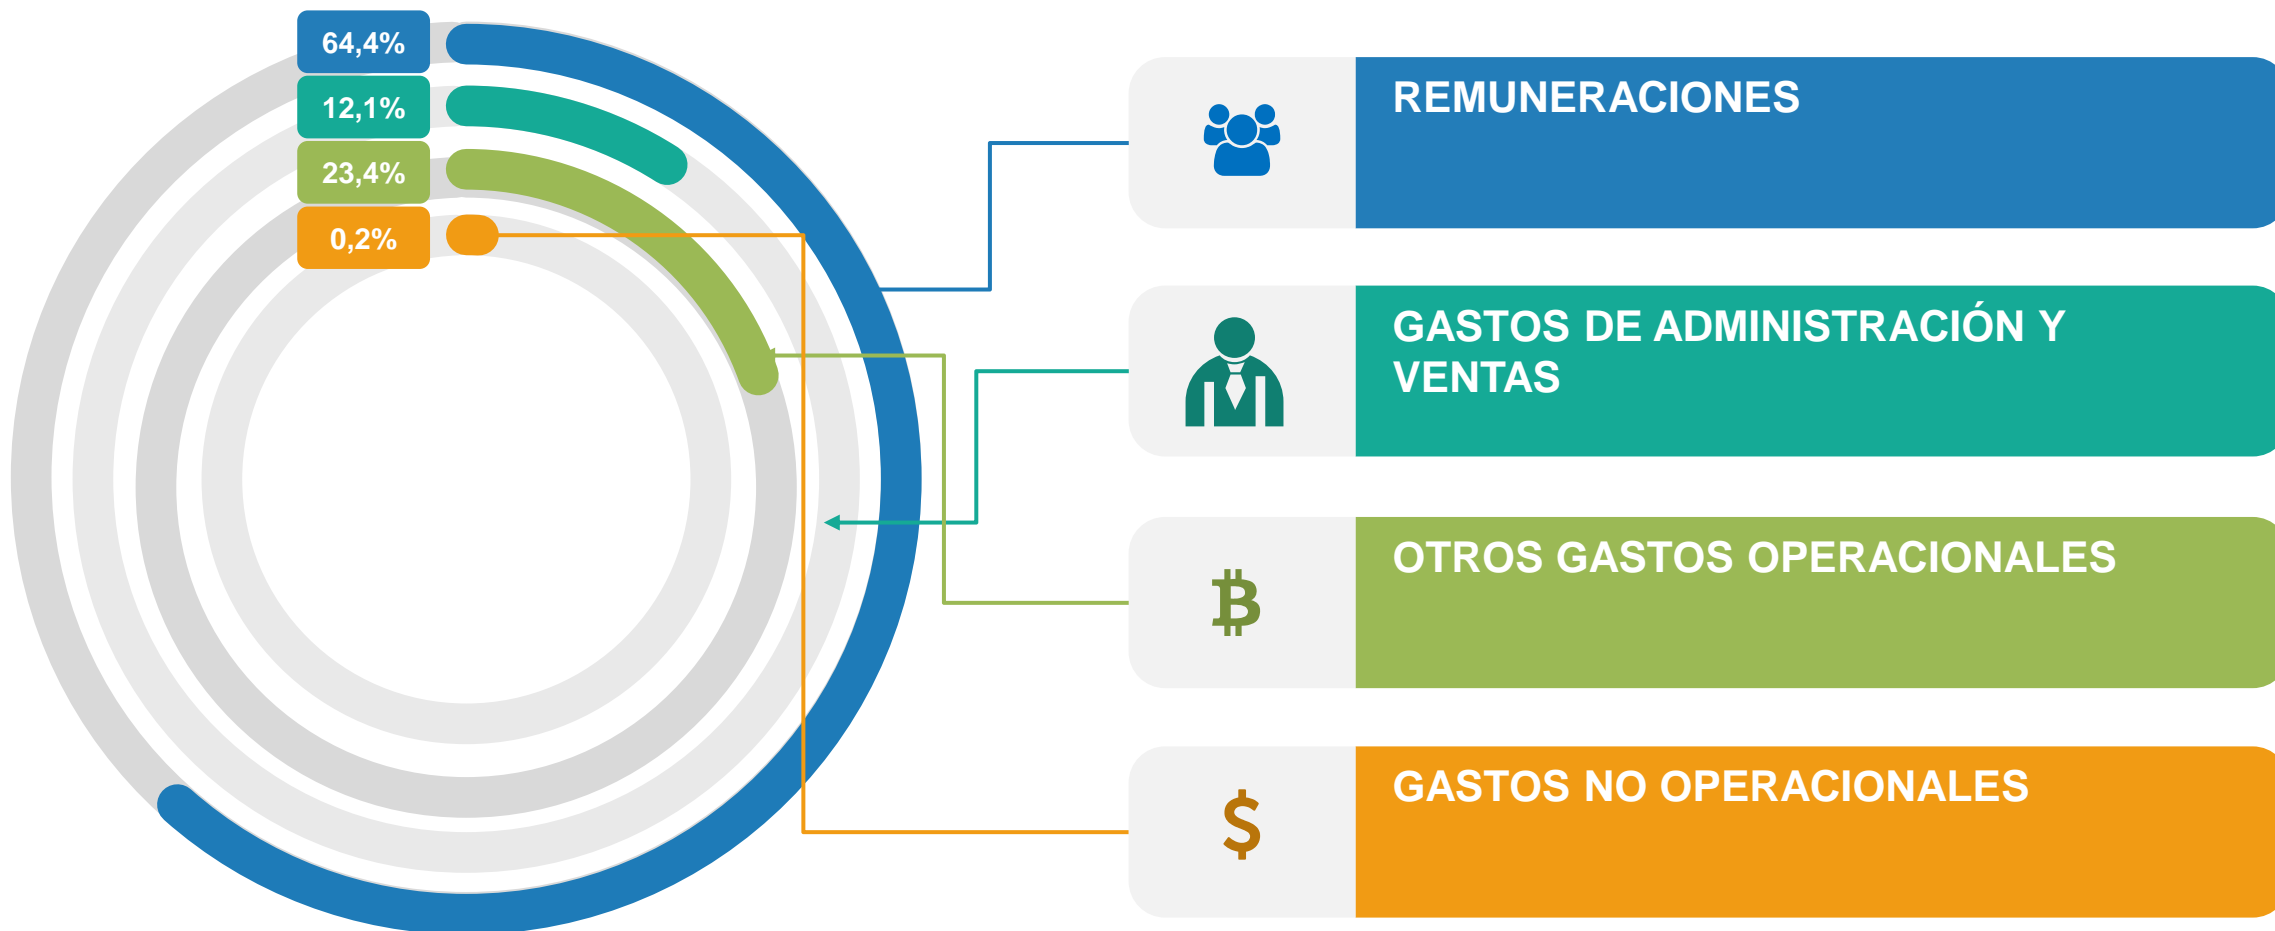 64,4%
12,1%
23,4%
0,2%
REMUNERACIONES
GASTOS DE ADMINISTRACIÓN Y
VENTAS
OTROS GASTOS OPERACIONALES
GASTOS NO OPERACIONALES